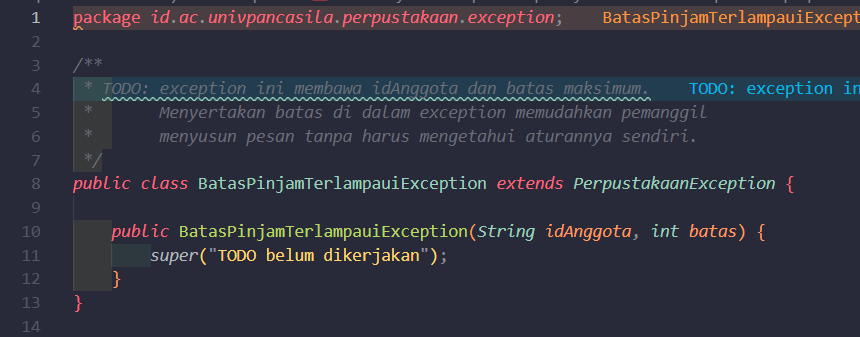 1 package id.ac.univpancasila.perpustakaan.exception; BatasPinjamTerlampauiExcept
2
3 /**
4 * TODO: exception ini membawa idAnggota dan batas maksimum. TODO: exception in
5 * Menyertakan batas di dalam exception memudahkan pemanggil
6 * menyusun pesan tanpa harus mengetahui aturannya sendiri.
7 */
8 public class BatasPinjamTerlampauiException extends PerpustakaanException {
9
10 public BatasPinjamTerlampauiException(String idAnggota, int batas) {
11 super("TODO belum dikerjakan");
12 }
13 }
14